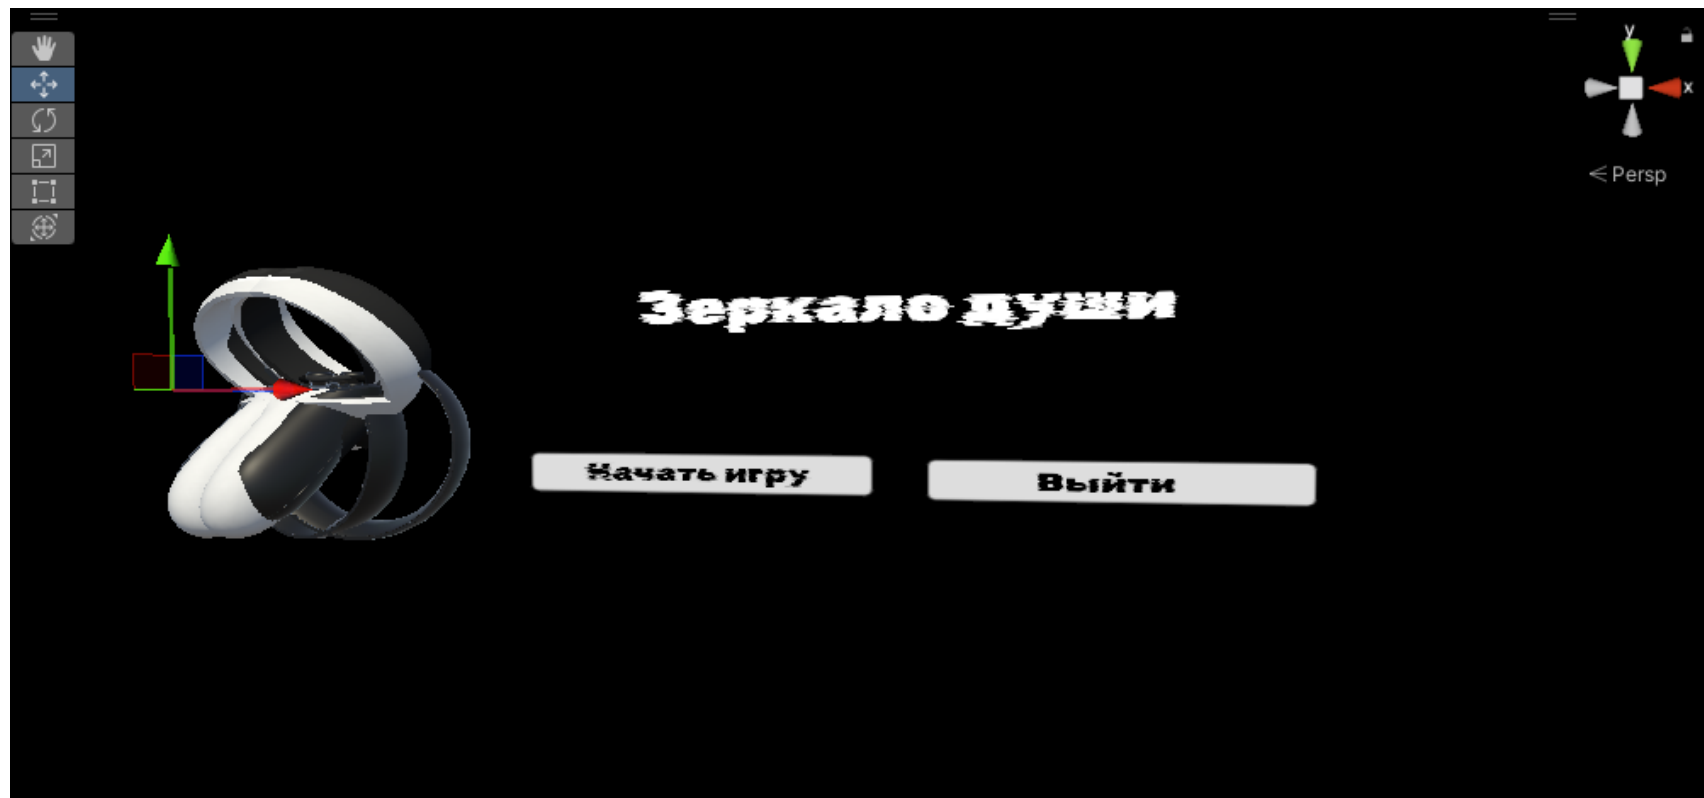 y
x
Persp
Зеркало души
Начать игру
Выйти